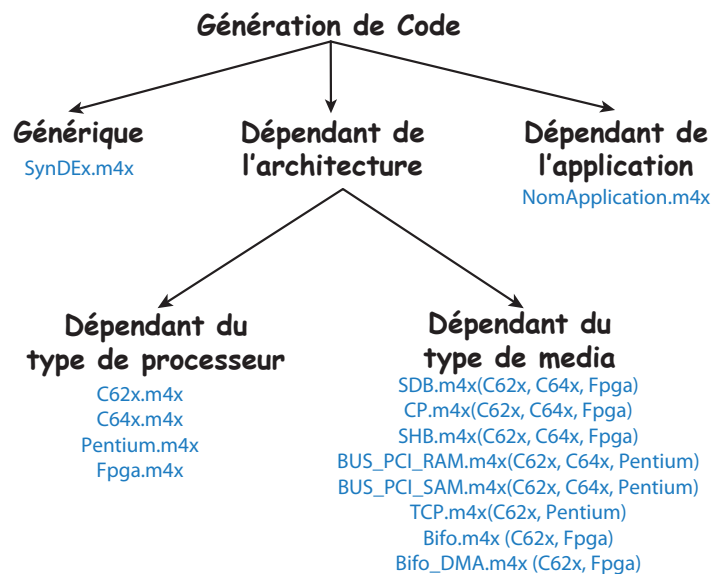 Génération de Code
Générique
SynDEx.m4x
Dépendant de
l'architecture
Dépendant de
l'application
NomApplication.m4x
Dépendant du
type de processeur
C62x.m4x
C64x.m4x
Pentium.m4x
Fpga.m4x
Dépendant du
type de media
SDB.m4x(C62x, C64x, Fpga)
CP.m4x(C62x, C64x, Fpga)
SHB.m4x(C62x, C64x, Fpga)
BUS_PCI_RAM.m4x(C62x, C64x, Pentium)
BUS_PCI_SAM.m4x(C62x, C64x, Pentium)
TCP.m4x(C62x, Pentium)
Bifo.m4x (C62x, Fpga)
Bifo_DMA.m4x (C62x, Fpga)